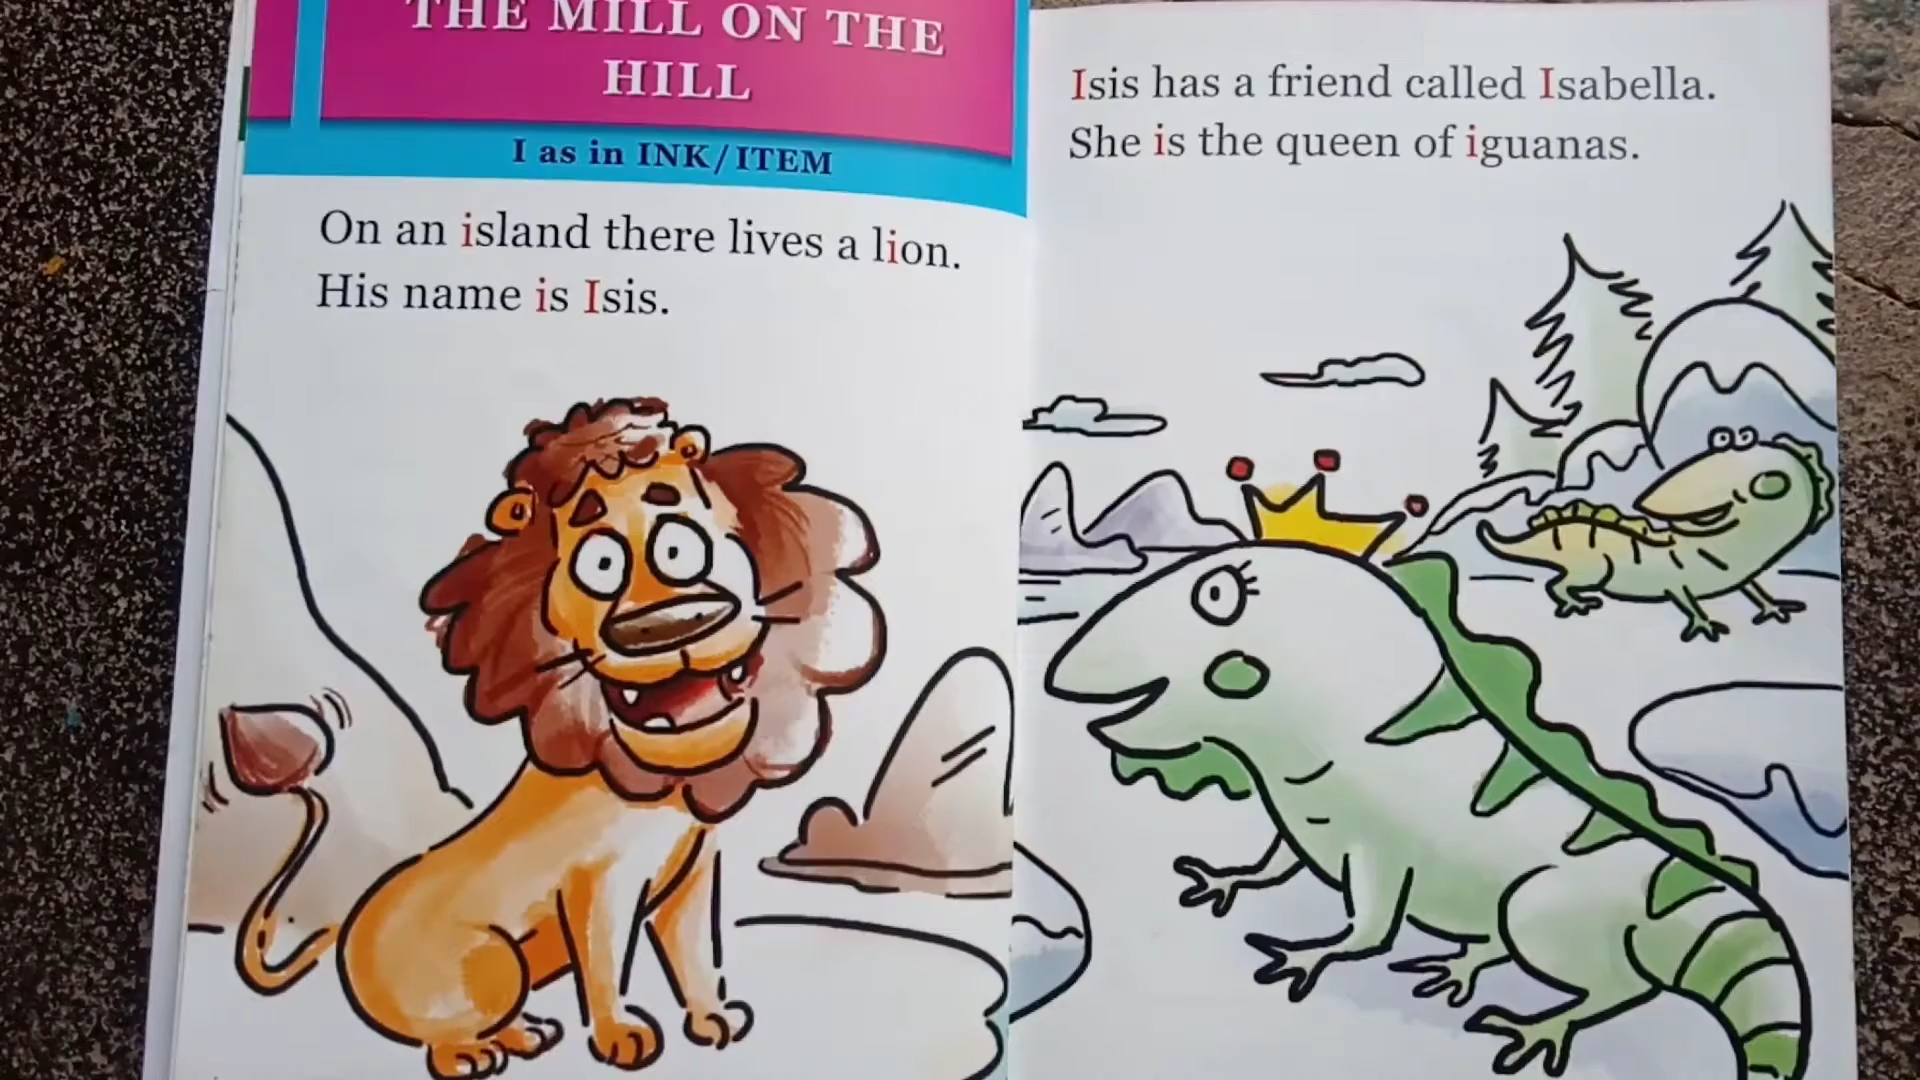 THE MILL ON THE
HILL
I as in INK/ITEM
On an island there lives a lion.
His name is Isis.
Isis has a friend called Isabella.
She is the queen of iguanas.